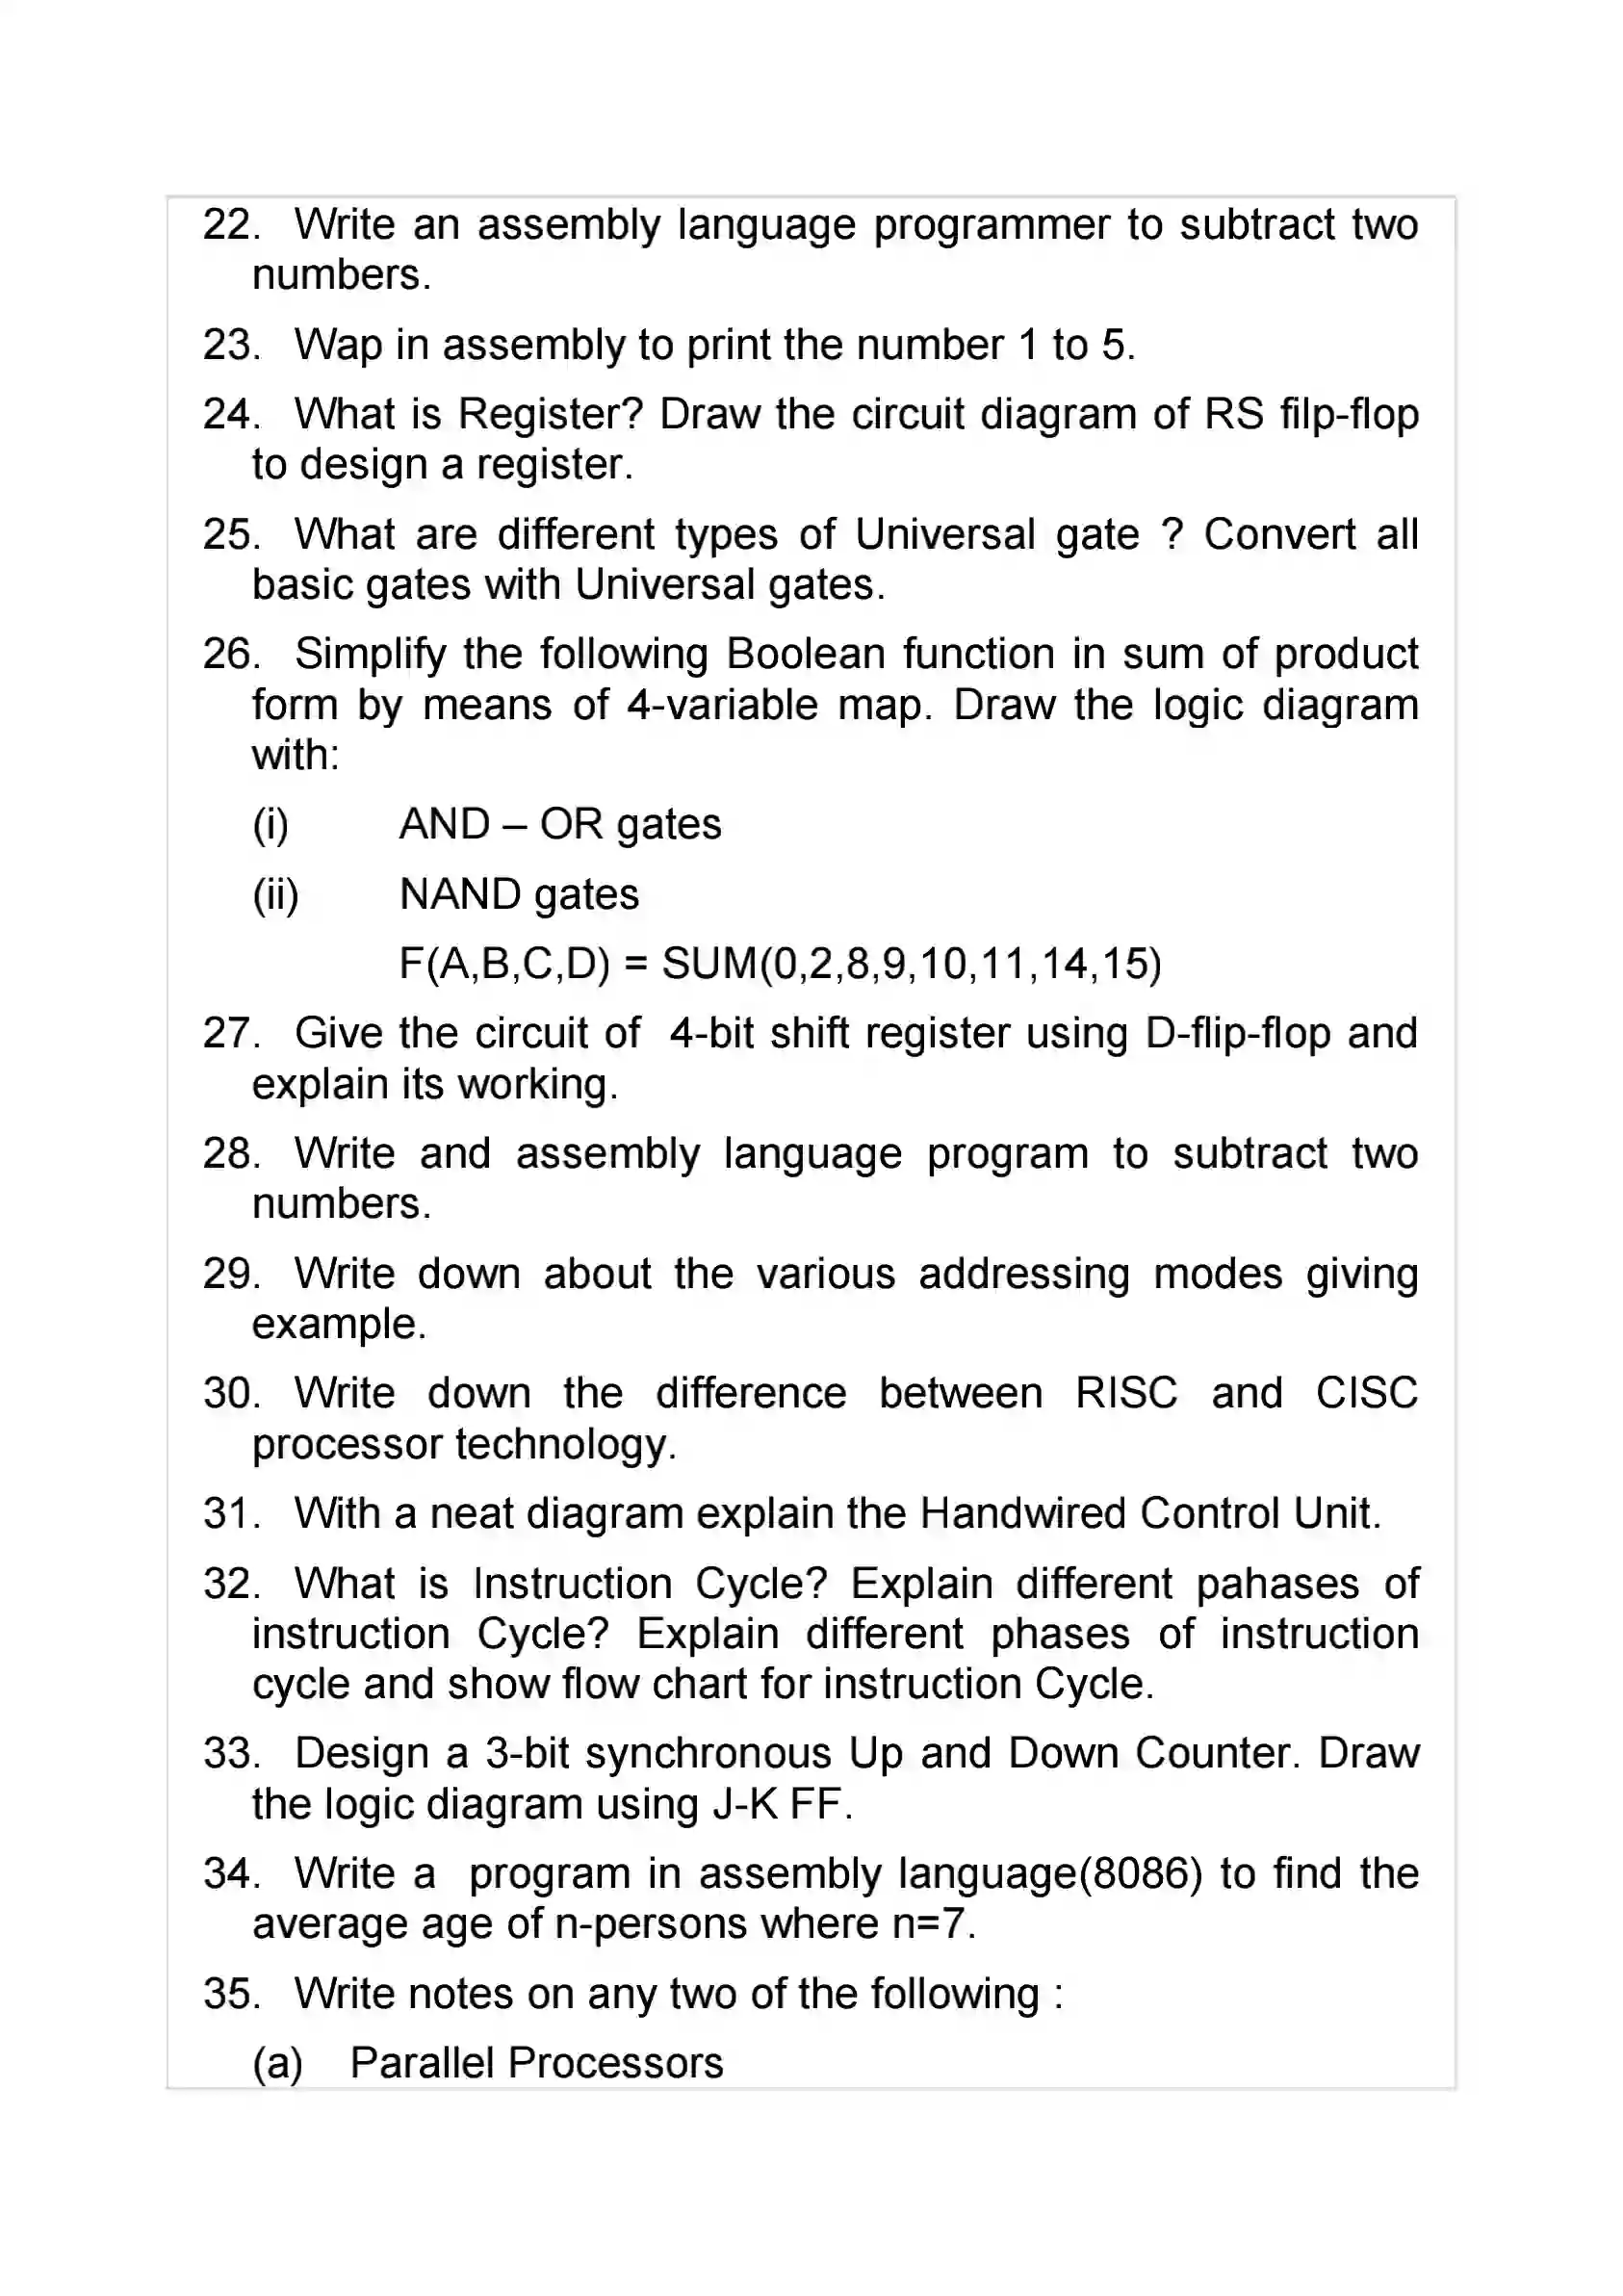 22. Write an assembly language programmer to subtract two
numbers.
23. Wap in assembly to print the number 1 to 5.
24. What is Register? Draw the circuit diagram of RS filp-flop
to design a register.
25. What are different types of Universal gate ? Convert all
basic gates with Universal gates.
26. Simplify the following Boolean function in sum of product
form by means of 4-variable map. Draw the logic diagram
with:
(i) AND – OR gates
(ii) NAND gates
F(A,B,C,D) = SUM(0,2,8,9,10,11,14,15)
27. Give the circuit of 4-bit shift register using D-flip-flop and
explain its working.
28. Write and assembly language program to subtract two
numbers.
29. Write down about the various addressing modes giving
example.
30. Write down the difference between RISC and CISC
processor technology.
31. With a neat diagram explain the Handwired Control Unit.
32. What is Instruction Cycle? Explain different pahases of
instruction Cycle? Explain different phases of instruction
cycle and show flow chart for instruction Cycle.
33. Design a 3-bit synchronous Up and Down Counter. Draw
the logic diagram using J-K FF.
34. Write a program in assembly language(8086) to find the
average age of n-persons where n=7.
35. Write notes on any two of the following :
(a) Parallel Processors